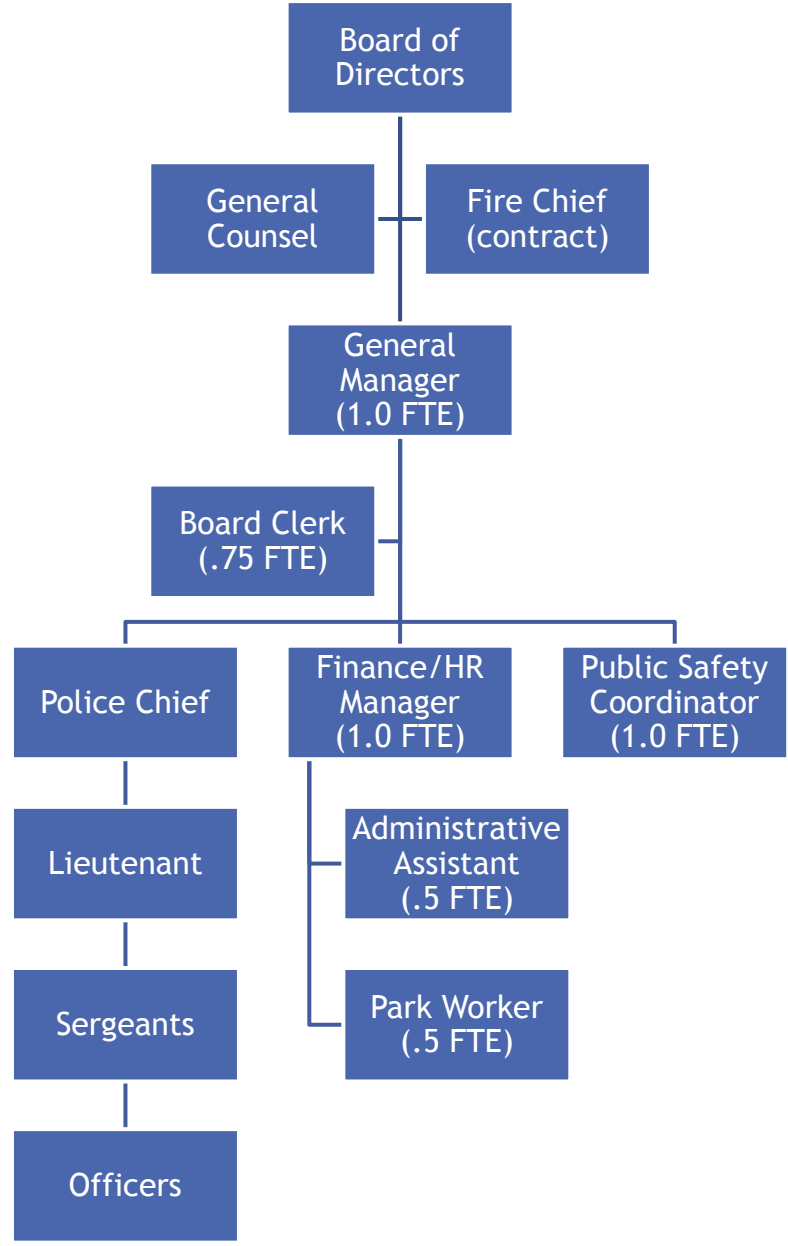 Board of
Directors
General
Counsel
Fire Chief
(contract)
General
Manager
(1.0 FTE)
Board Clerk
(.75 FTE)
Police Chief
Finance/HR
Manager
(1.0 FTE)
Public Safety
Coordinator
(1.0 FTE)
Lieutenant
Administrative
Assistant
(.5 FTE)
Sergeants
Park Worker
(.5 FTE)
Officers